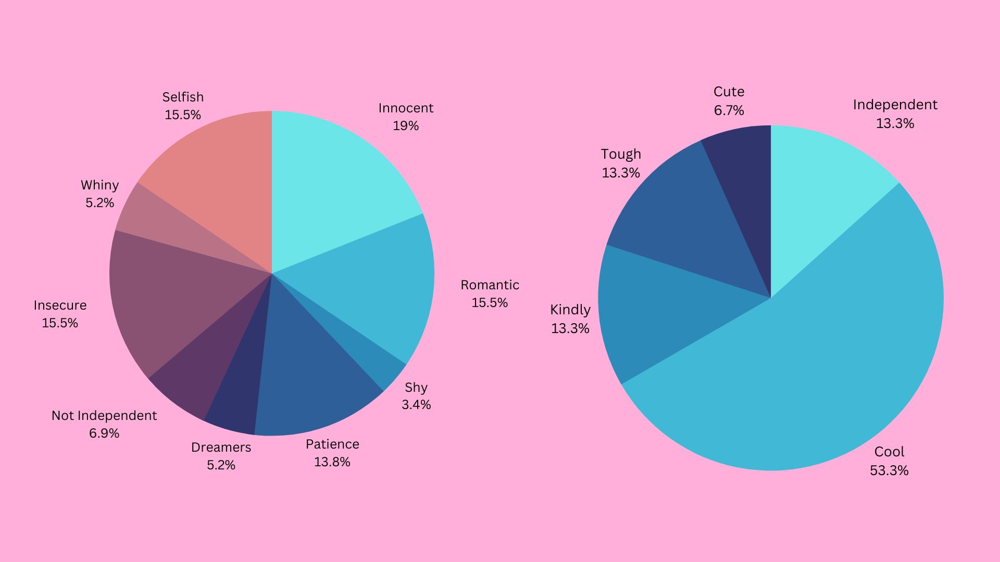 Selfish
15.5%
Innocent
19%
Whiny
5.2%
Romantic
15.5%
Insecure
15.5%
Shy
3.4%
Not Independent
6.9%
Dreamers
5.2%
Patience
13.8%
Cute
6.7%
Independent
13.3%
Tough
13.3%
Kindly
13.3%
Cool
53.3%